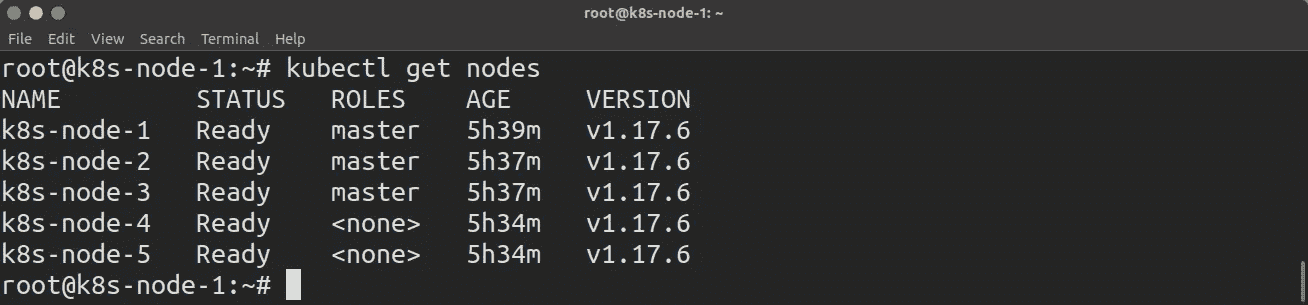 root@k8s-node-1: ~
File Edit View Search Terminal Help
root@k8s-node-1:~# kubectl get nodes
NAME STATUS ROLES AGE VERSION
k8s-node-1 Ready master 5h39m v1.17.6
k8s-node-2 Ready master 5h37m v1.17.6
k8s-node-3 Ready master 5h37m v1.17.6
k8s-node-4 Ready <none> 5h34m v1.17.6
k8s-node-5 Ready <none> 5h34m v1.17.6
root@k8s-node-1:~#